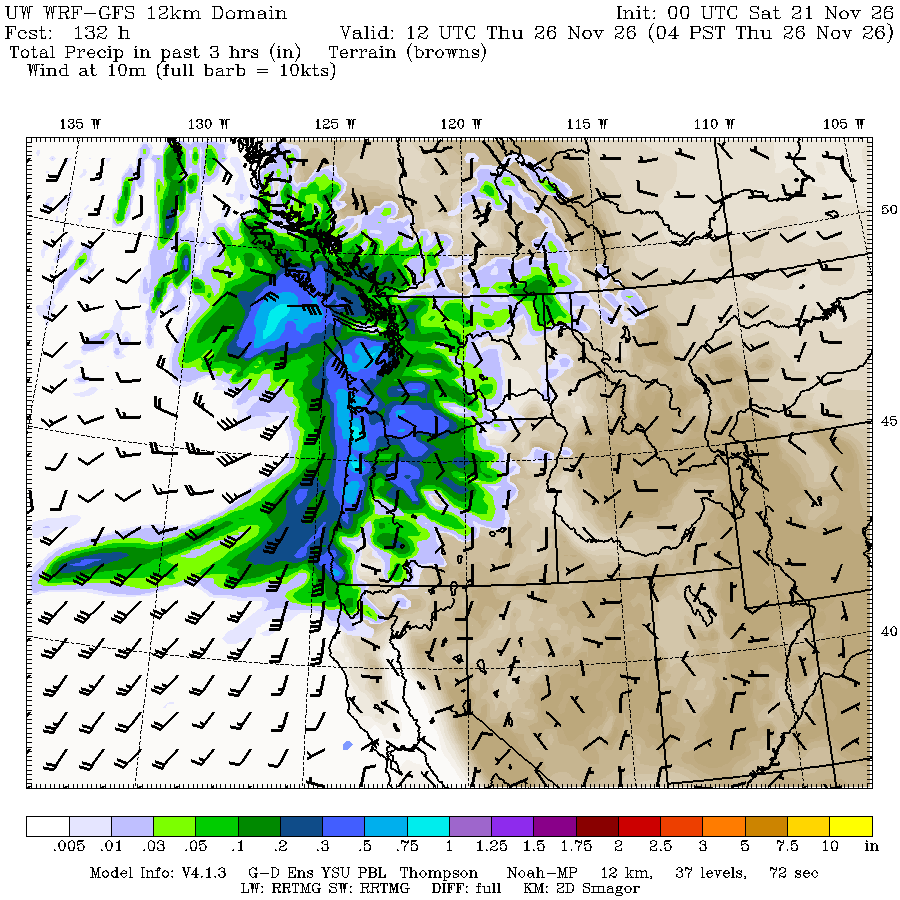 UW WRF-GFS 12km Domain Init: 00 UTC Sat 21 Nov 26
Fcst: 132 h Valid: 12 UTC Thu 26 Nov 26 (04 PST Thu 26 Nov 26)
Total Precip in past 3 hrs (in) Terrain (browns)
Wind at 10m (full barb = 10kts)
135 W 130 W 125 W 120 W 115 W 110 W 105 W
50
45
40
.005 .01 .03 .05 .1 .2 .3 .5 .75 1 1.25 1.5 1.75 2 2.5 3 5 7.5 10 in
Model Info: V4.1.3 G-D Ens YSU PBL Thompson Noah-MP 12 km, 37 levels, 72 sec
LW: RRTMG SW: RRTMG DIFF: full KM: 2D Smagor